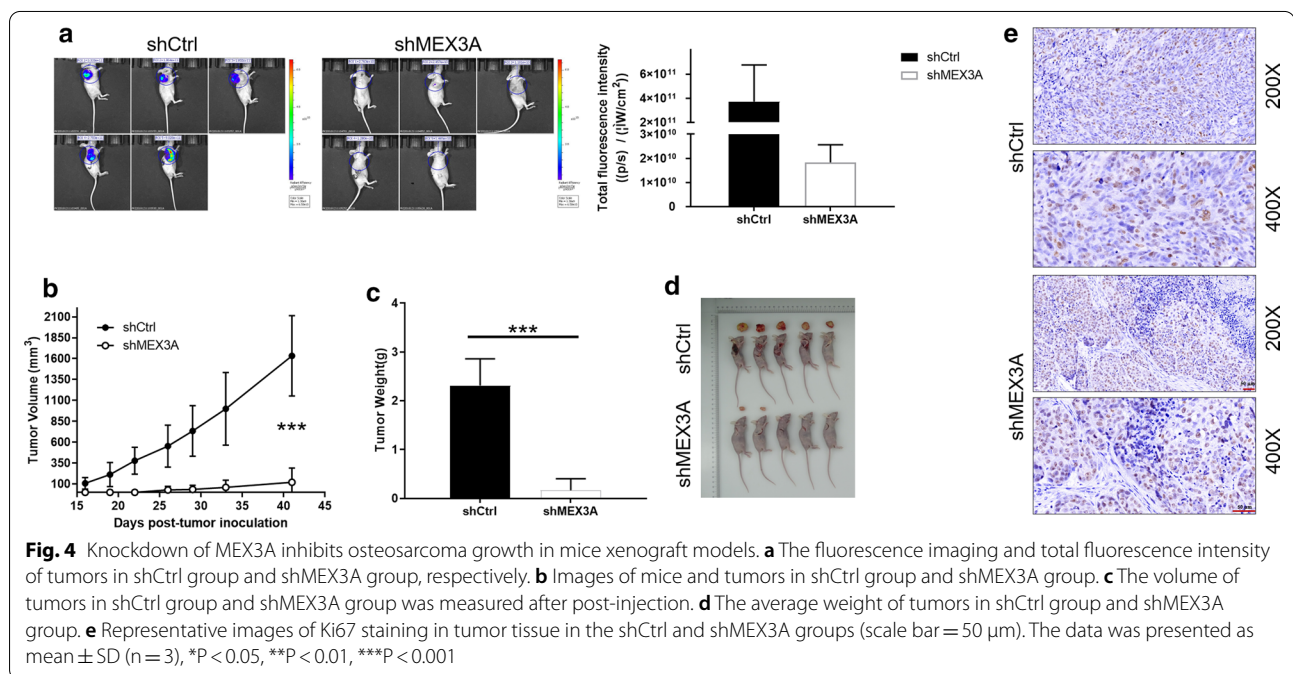 a
shCtrl
shMEX3A
Total fluorescence intensity
((p/s) / (¦ÌW/cm²))
6×10¹¹
4×10¹¹
2×10¹¹
3×10¹⁰
2×10¹⁰
1×10¹⁰
0
shCtrl
shMEX3A
shCtrl
shMEX3A
b
Tumor Volume (mm³)
2100
1850
1600
1350
1100
850
600
350
100
shCtrl
shMEX3A
***
15 20 25 30 35 40 45
Days post-tumor inoculation
c
Tumor Weight(g)
4
3
2
1
0
***
shCtrl
shMEX3A
d
shCtrl
shMEX3A
e
shCtrl
200X
400X
shMEX3A
200X
400X
50 μm
Fig. 4 Knockdown of MEX3A inhibits osteosarcoma growth in mice xenograft models. a The fluorescence imaging and total fluorescence intensity
of tumors in shCtrl group and shMEX3A group, respectively. b Images of mice and tumors in shCtrl group and shMEX3A group. c The volume of
tumors in shCtrl group and shMEX3A group was measured after post-injection. d The average weight of tumors in shCtrl group and shMEX3A
group. e Representative images of Ki67 staining in tumor tissue in the shCtrl and shMEX3A groups (scale bar = 50 μm). The data was presented as
mean ± SD (n = 3), *P < 0.05, **P < 0.01, ***P < 0.001